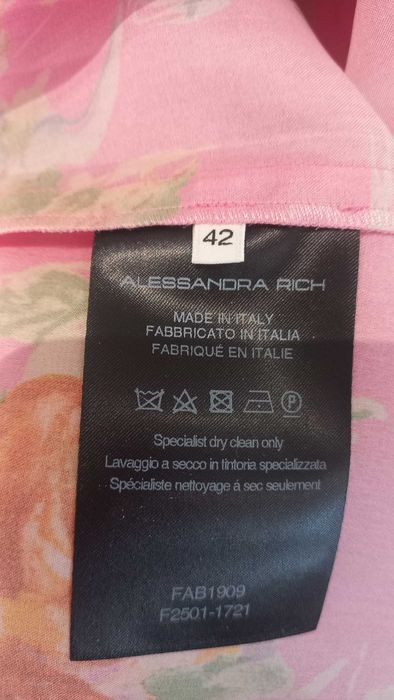 42
ALESSANDRA RICH
MADE IN ITALY
FABBRICATO IN ITALIA
FABRIQUÉ EN ITALIE
P
Specialist dry clean only
Lavaggio a secco in tintoria specializzata
Spécialiste nettoyage á sec seulement
FAB1909
F2501-1721